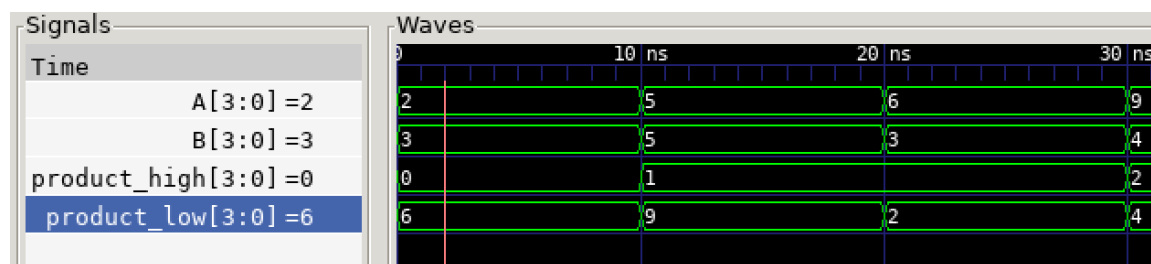 Signals Waves
Time 0 10 ns 20 ns 30 ns
A[3:0] =2 2 5 6 9
B[3:0] =3 3 5 3 4
product_high[3:0] =0 0 1 2
product_low[3:0] =6 6 9 2 4